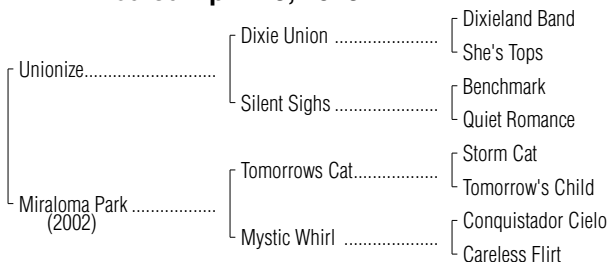 Dixieland Band
Dixie Union ......................
She's Tops
Unionize............................
Benchmark
Silent Sighs ......................
Quiet Romance
Storm Cat
Tomorrows Cat..................
Tomorrow's Child
Miraloma Park ..................
(2002)
Conquistador Cielo
Mystic Whirl ....................
Careless Flirt